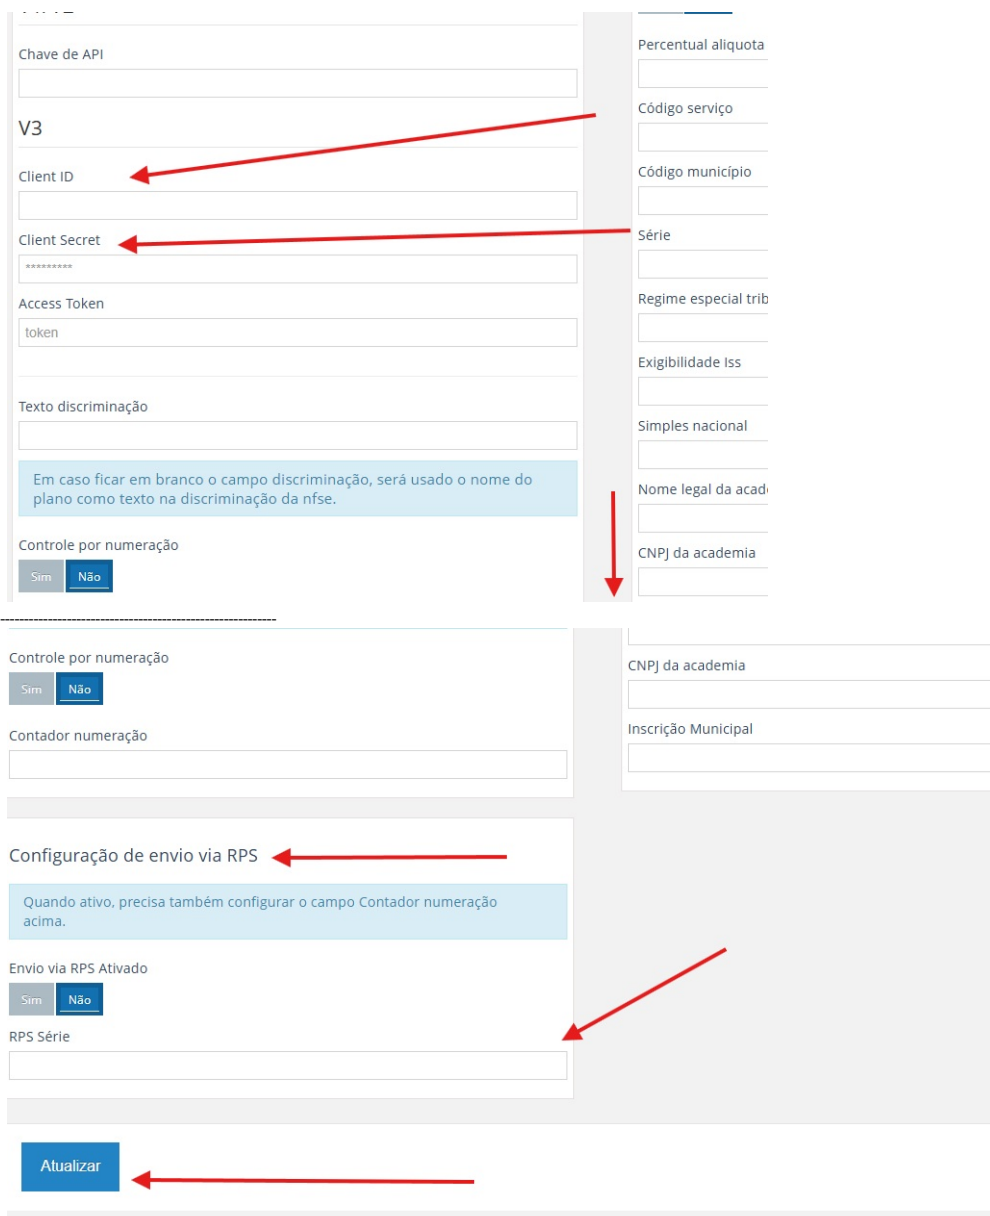 Chave de API
V3
Client ID
Client Secret
*********
Access Token
token
Texto discriminação
Em caso ficar em branco o campo discriminação, será usado o nome do
plano como texto na discriminação da nfse.
Controle por numeração
Sim Não
Percentual aliquota
Código serviço
Código município
Série
Regime especial trib
Exigibilidade Iss
Simples nacional
Nome legal da acad
CNPJ da academia
----------------------------------------------------------
Controle por numeração
Sim Não
Contador numeração
CNPJ da academia
Inscrição Municipal
Configuração de envio via RPS
Quando ativo, precisa também configurar o campo Contador numeração
acima.
Envio via RPS Ativado
Sim Não
RPS Série
Atualizar